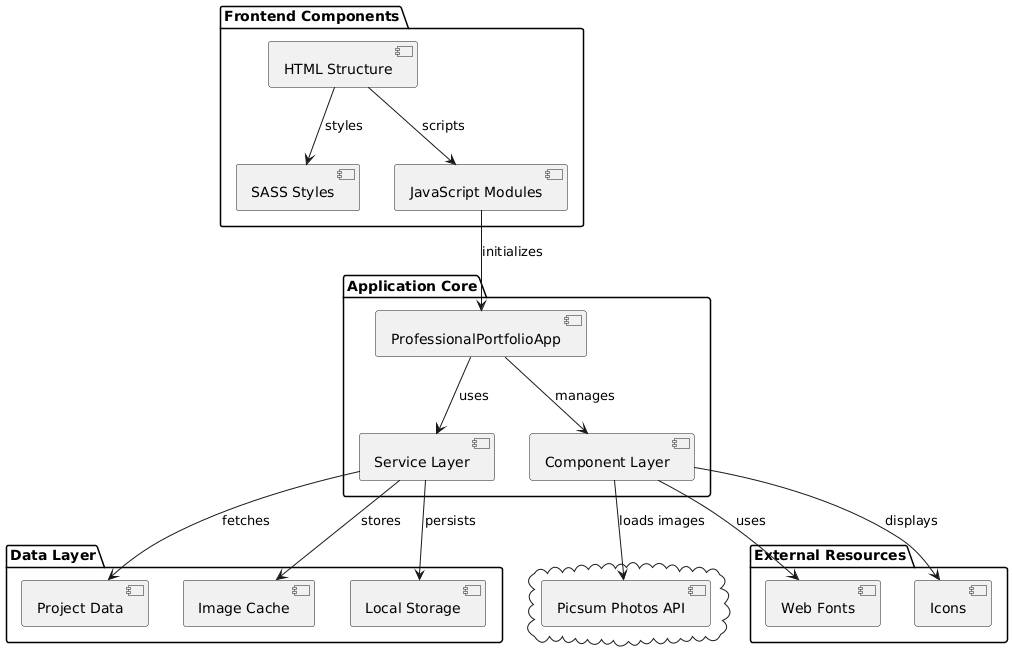 Frontend Components
HTML Structure
styles
scripts
SASS Styles
JavaScript Modules
initializes
Application Core
ProfessionalPortfolioApp
uses
manages
Service Layer
Component Layer
fetches
stores
persists
loads images
uses
displays
Data Layer
External Resources
Project Data
Image Cache
Local Storage
Picsum Photos API
Web Fonts
Icons